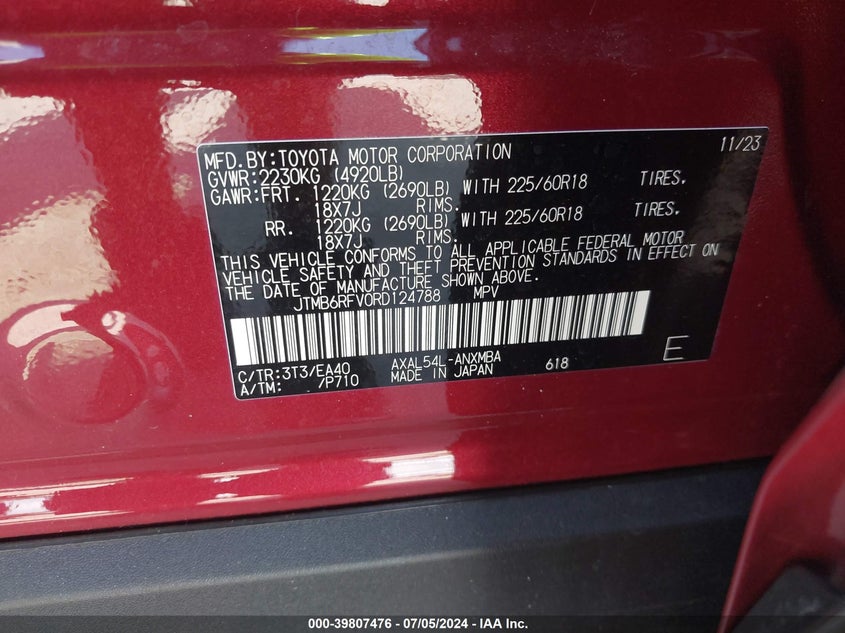 MFD.BY:TOYOTA MOTOR CORPORATION 11/23
GVWR:2230KG (4920LB)
GAWR:FRT. 1220KG (2690LB) WITH 225/60R18 TIRES,
18X7J RIMS.
RR. 1220KG (2690LB) WITH 225/60R18 TIRES,
18X7J RIMS.
THIS VEHICLE CONFORMS TO ALL APPLICABLE FEDERAL MOTOR
VEHICLE SAFETY AND THEFT PREVENTION STANDARDS IN EFFECT ON
THE DATE OF MANUFACTURE SHOWN ABOVE.
JTMB6RFV0RD124788 MPV
C/TR:3T3/EA40 AXAL54L-ANXMBA 618 E
A/TM: /P710 MADE IN JAPAN
000-39807476 - 07/05/2024 - IAA Inc.